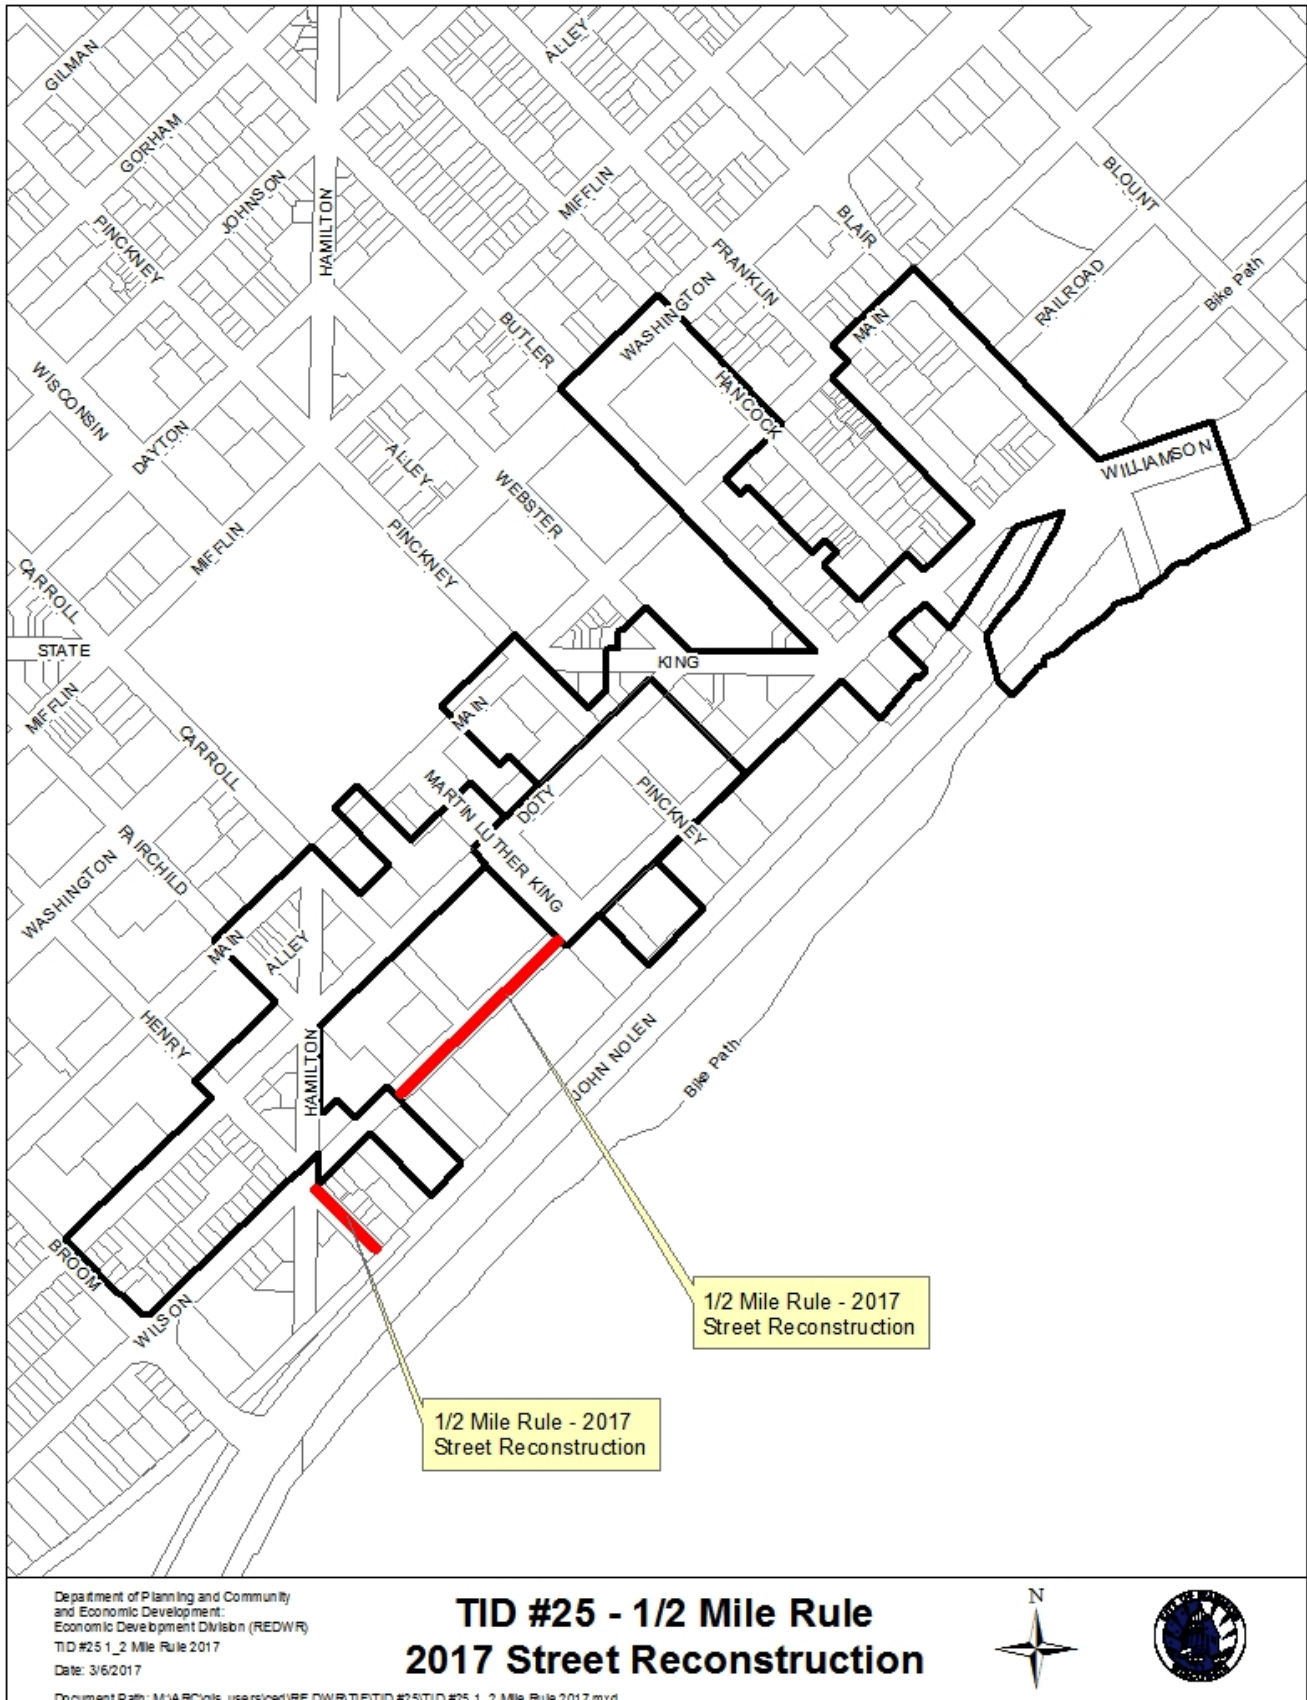 GILMAN
ALLEY
GORHAM
JOHNSON
HAMILTON
PINCKNEY
MIFFLIN
BLOUNT
BLAIR
FRANKLIN
WASHINGTON
RAILROAD
Bike Path
MAIN
BUTLER
HANCOCK
WISCONSIN
DAYTON
ALLEY
WEBSTER
WILLIAMSON
MIFFLIN
PINCKNEY
CARROLL
STATE
KING
MIFFLIN
CARROLL
MAIN
MARTIN LUTHER KING
DOTY
PINCKNEY
FAIRCHILD
WASHINGTON
MAIN
ALLEY
HENRY
HAMILTON
JOHN NOLEN
Bike Path
BROOM
WILSON
1/2 Mile Rule - 2017
Street Reconstruction
1/2 Mile Rule - 2017
Street Reconstruction
Department of Planning and Community
and Economic Development:
Economic Development Division (REDWR)
TID #25 1_2 Mile Rule 2017
Date: 3/6/2017
TID #25 - 1/2 Mile Rule
2017 Street Reconstruction
N